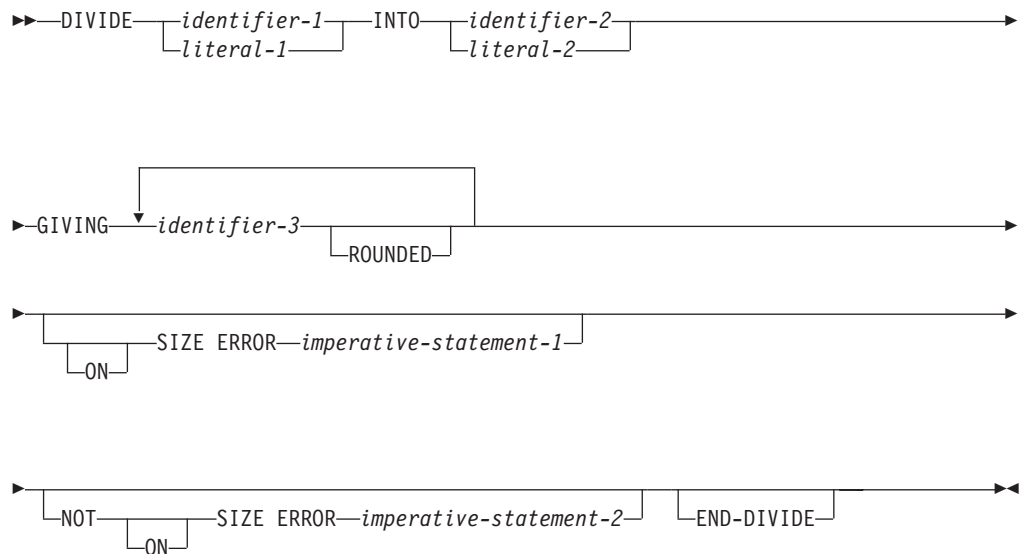 DIVIDE identifier-1 INTO identifier-2
literal-1 literal-2
GIVING identifier-3
ROUNDED
SIZE ERROR imperative-statement-1
ON
NOT SIZE ERROR imperative-statement-2 END-DIVIDE
ON